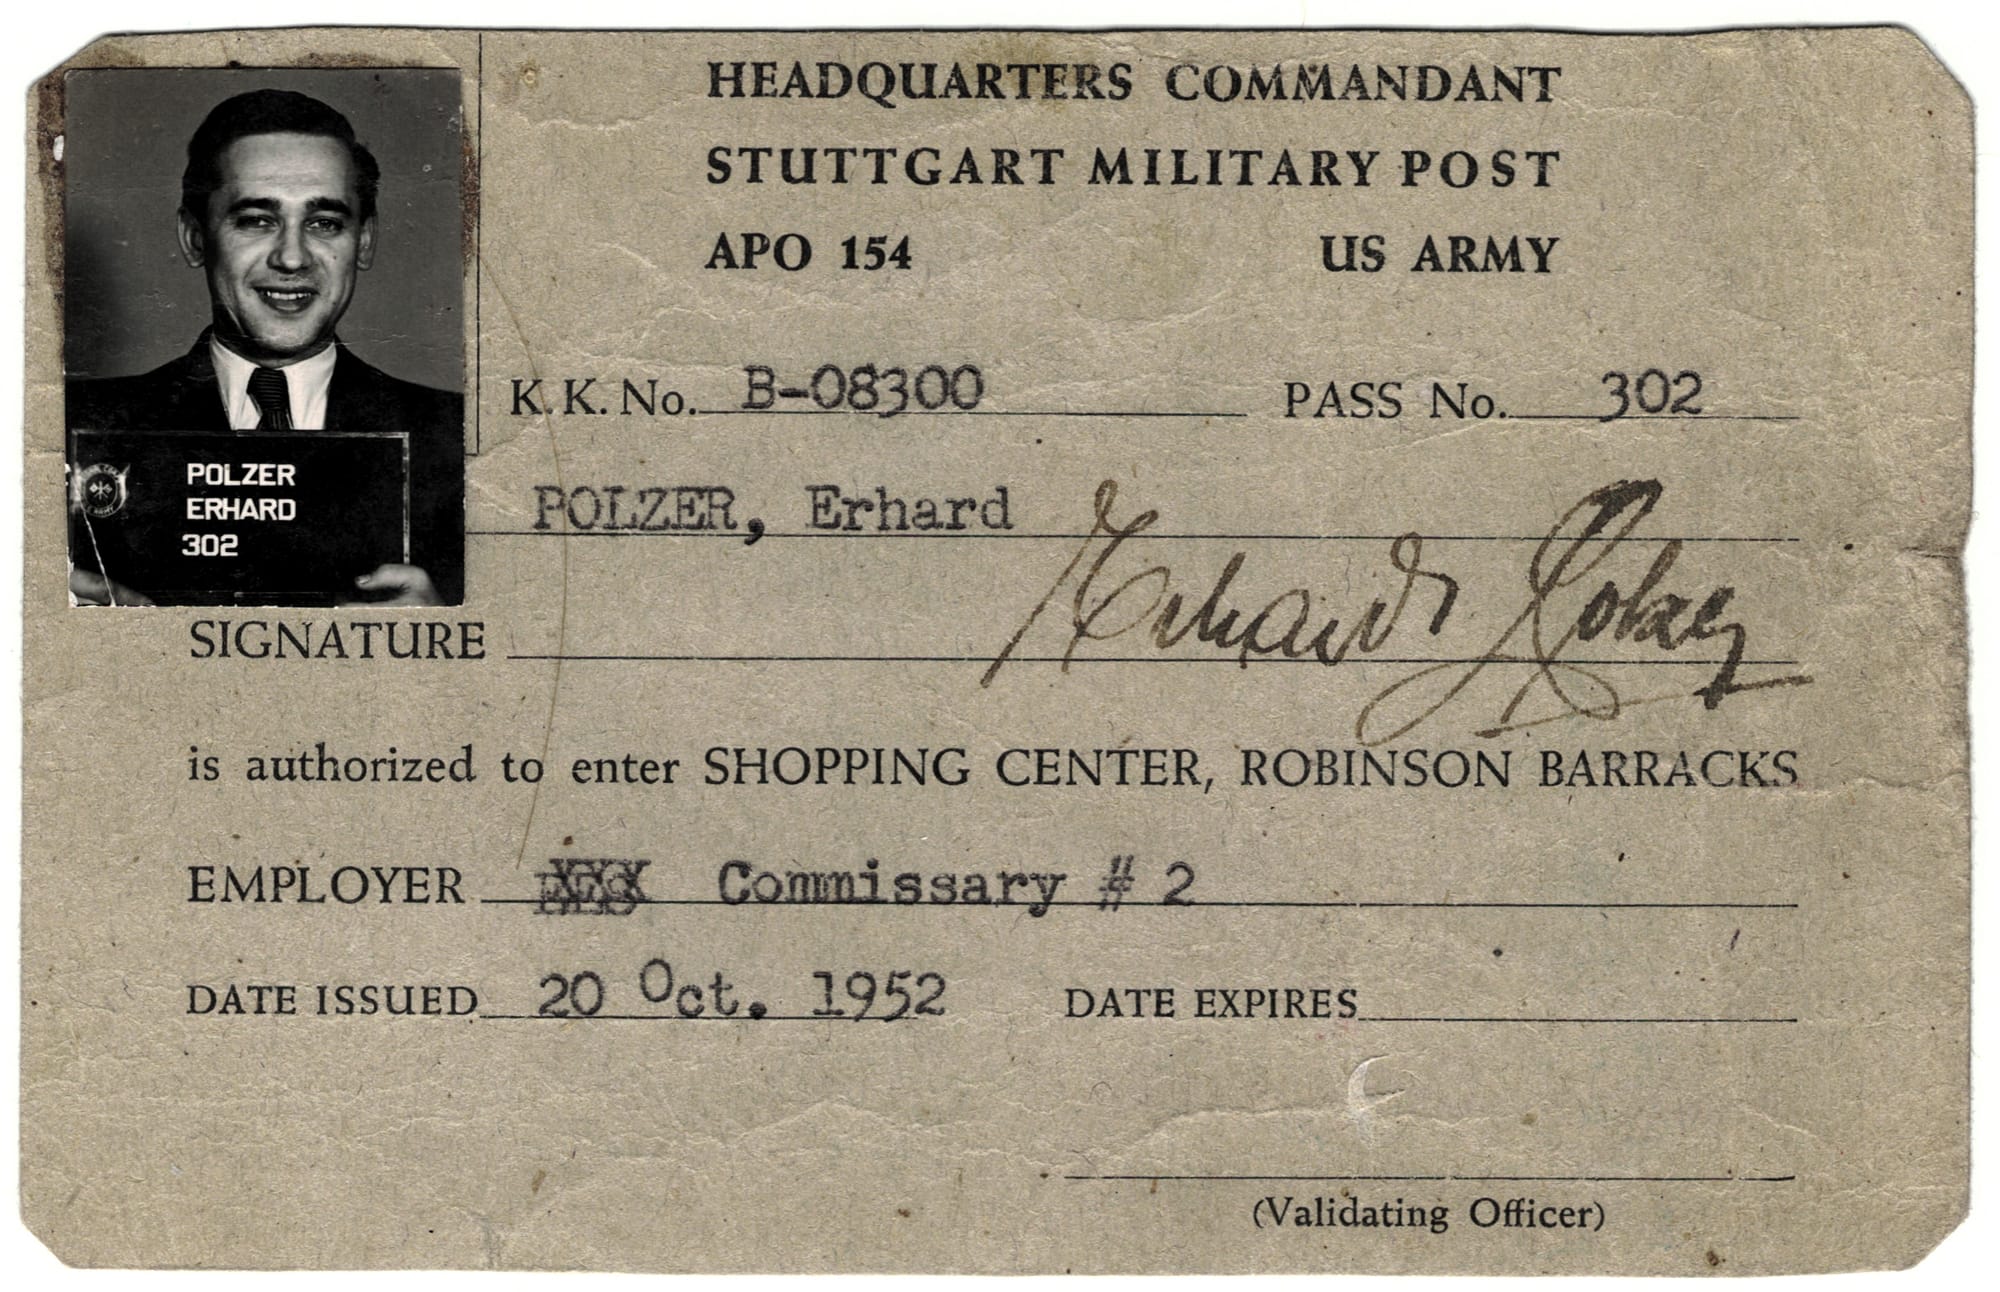 HEADQUARTERS COMMANDANT
STUTTGART MILITARY POST
APO 154 US ARMY
K.K. No. B-08300 PASS No. 302
POLZER
ERHARD
302
POLZER, Erhard
SIGNATURE Erhard Polzer
is authorized to enter SHOPPING CENTER, ROBINSON BARRACKS
EMPLOYER Commissary # 2
DATE ISSUED 20 Oct. 1952 DATE EXPIRES
(Validating Officer)